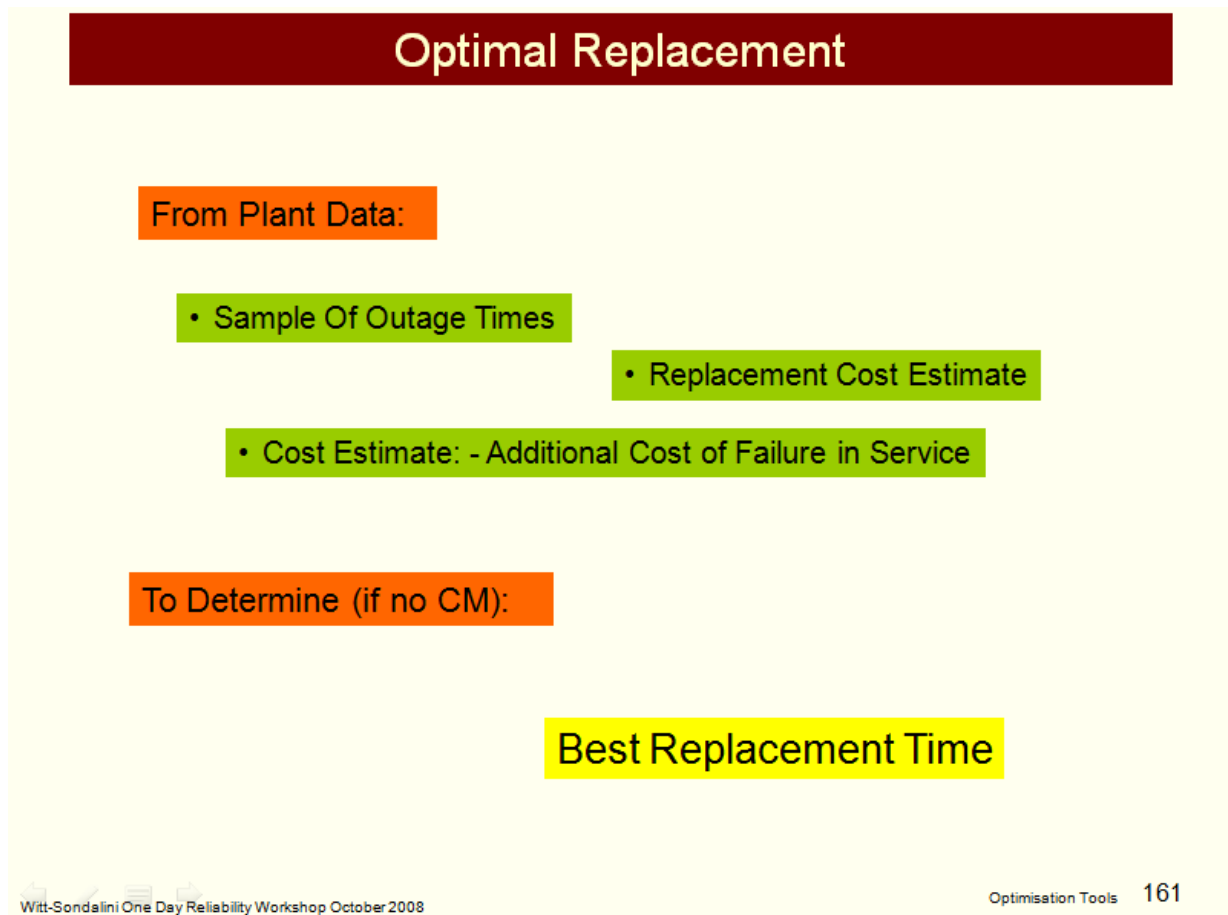 Optimal Replacement
From Plant Data:
• Sample Of Outage Times
• Replacement Cost Estimate
• Cost Estimate: - Additional Cost of Failure in Service
To Determine (if no CM):
Best Replacement Time
Witt-Sondalini One Day Reliability Workshop October 2008
Optimisation Tools 161